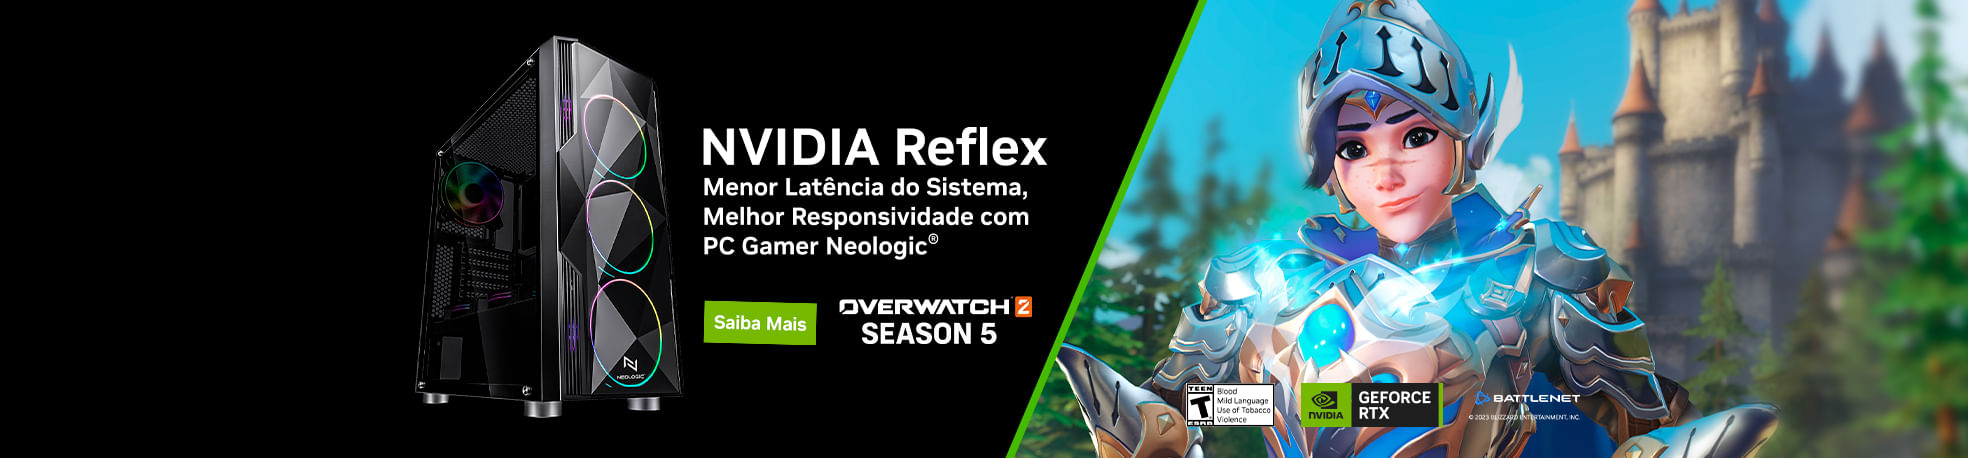 NVIDIA Reflex
Menor Latência do Sistema,
Melhor Responsividade com
PC Gamer Neologic®
Saiba Mais
OVERWATCH 2
SEASON 5
NEOLOGIC
TEEN
T
ESRB
Blood
Mild Language
Use of Tobacco
Violence
NVIDIA
GEFORCE
RTX
BATTLENET
© 2023 BLIZZARD ENTERTAINMENT, INC.